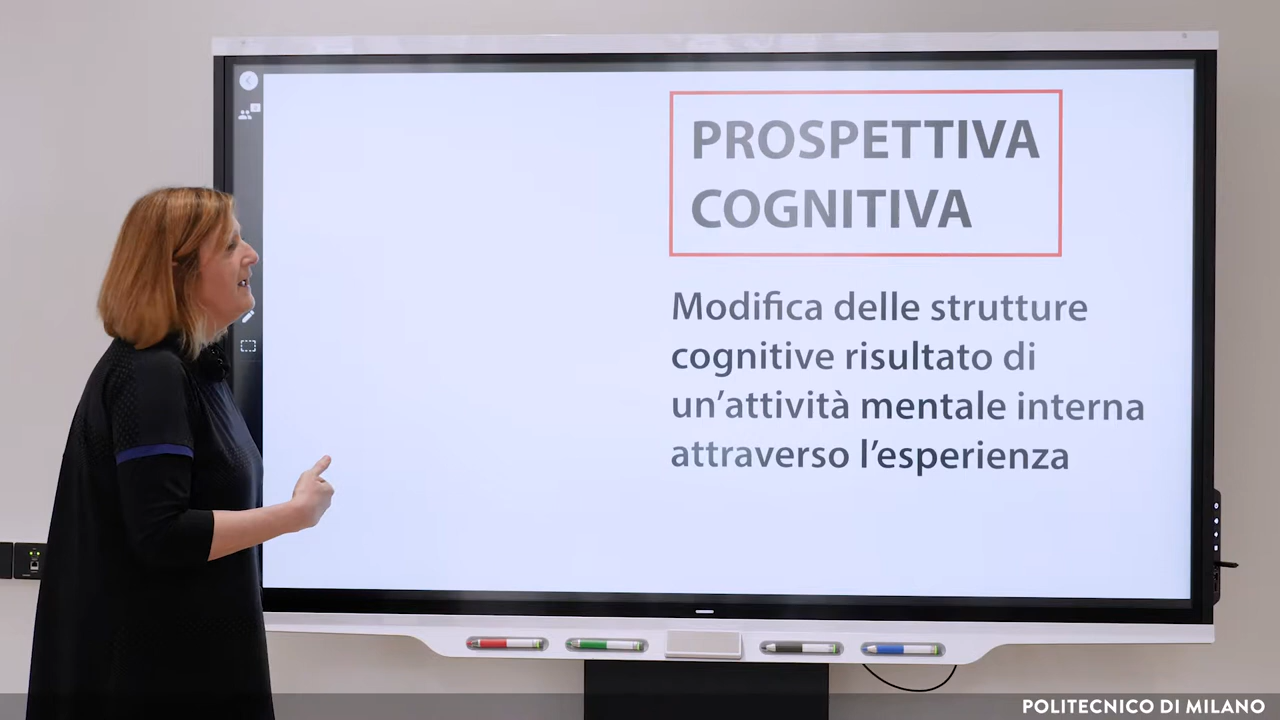 PROSPETTIVA
COGNITIVA
Modifica delle strutture
cognitive risultato di
un’attività mentale interna
attraverso l’esperienza
POLITECNICO DI MILANO